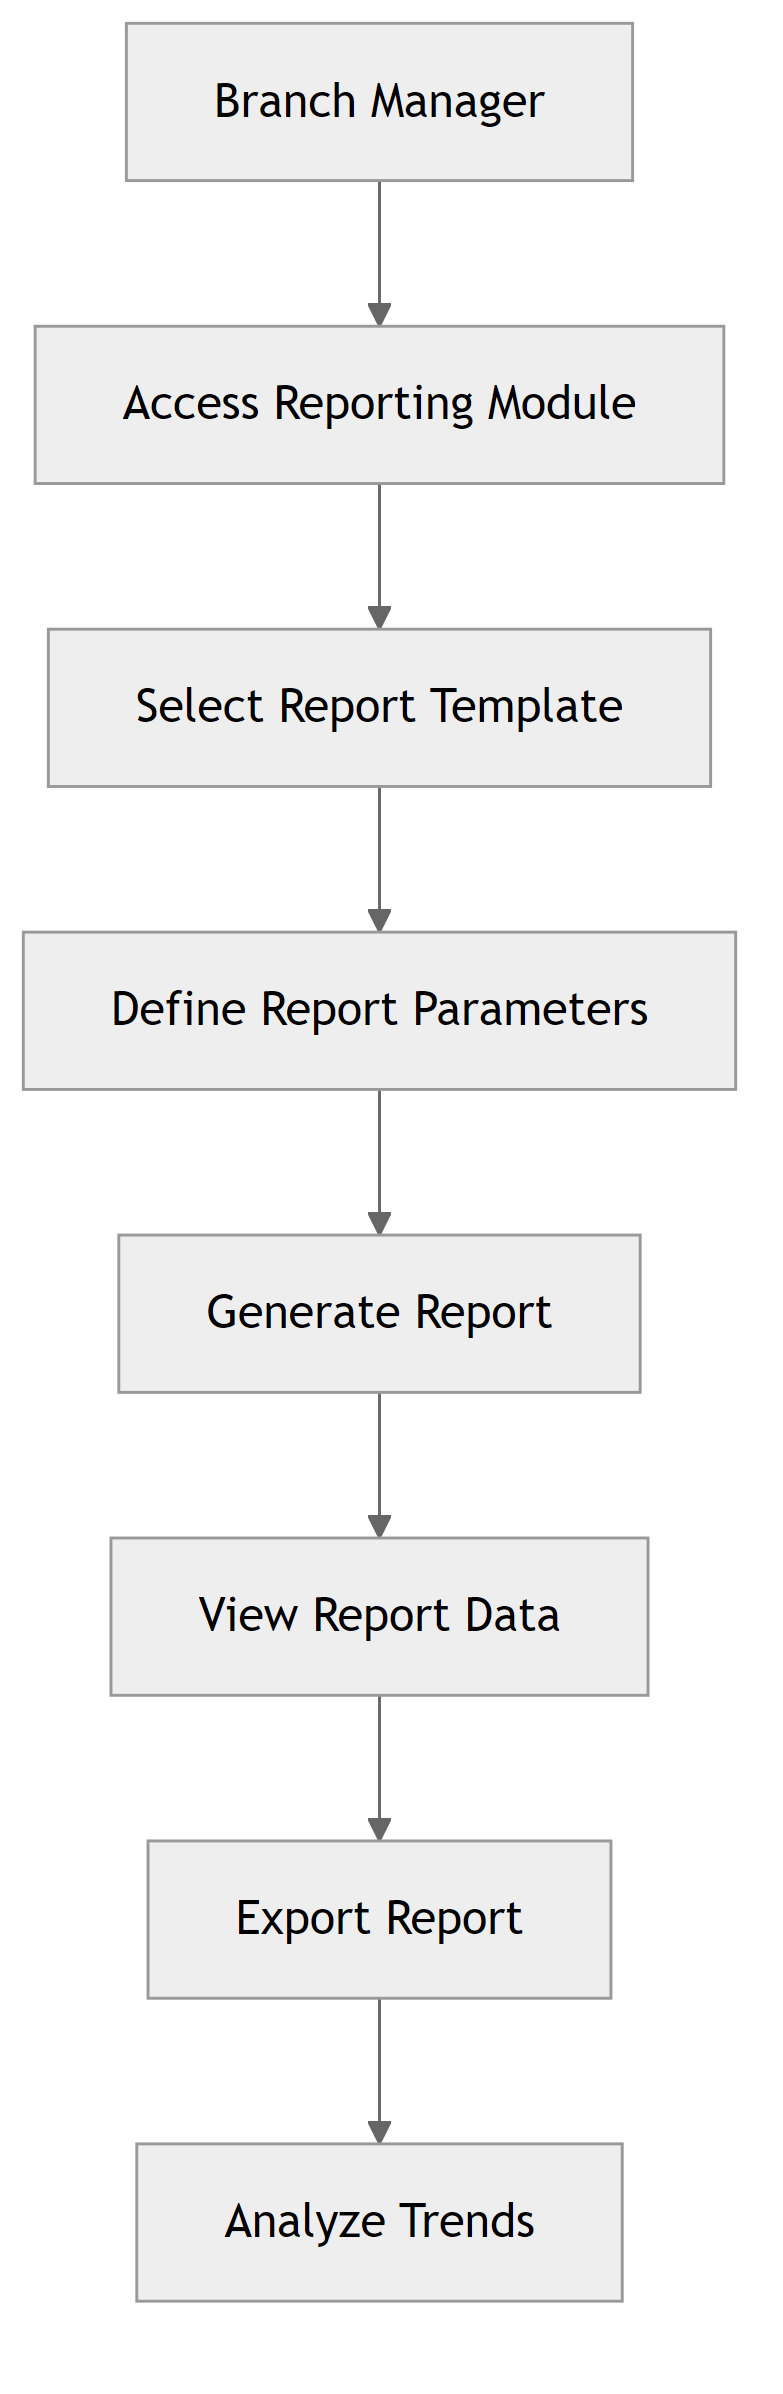 Branch Manager
Access Reporting Module
Select Report Template
Define Report Parameters
Generate Report
View Report Data
Export Report
Analyze Trends